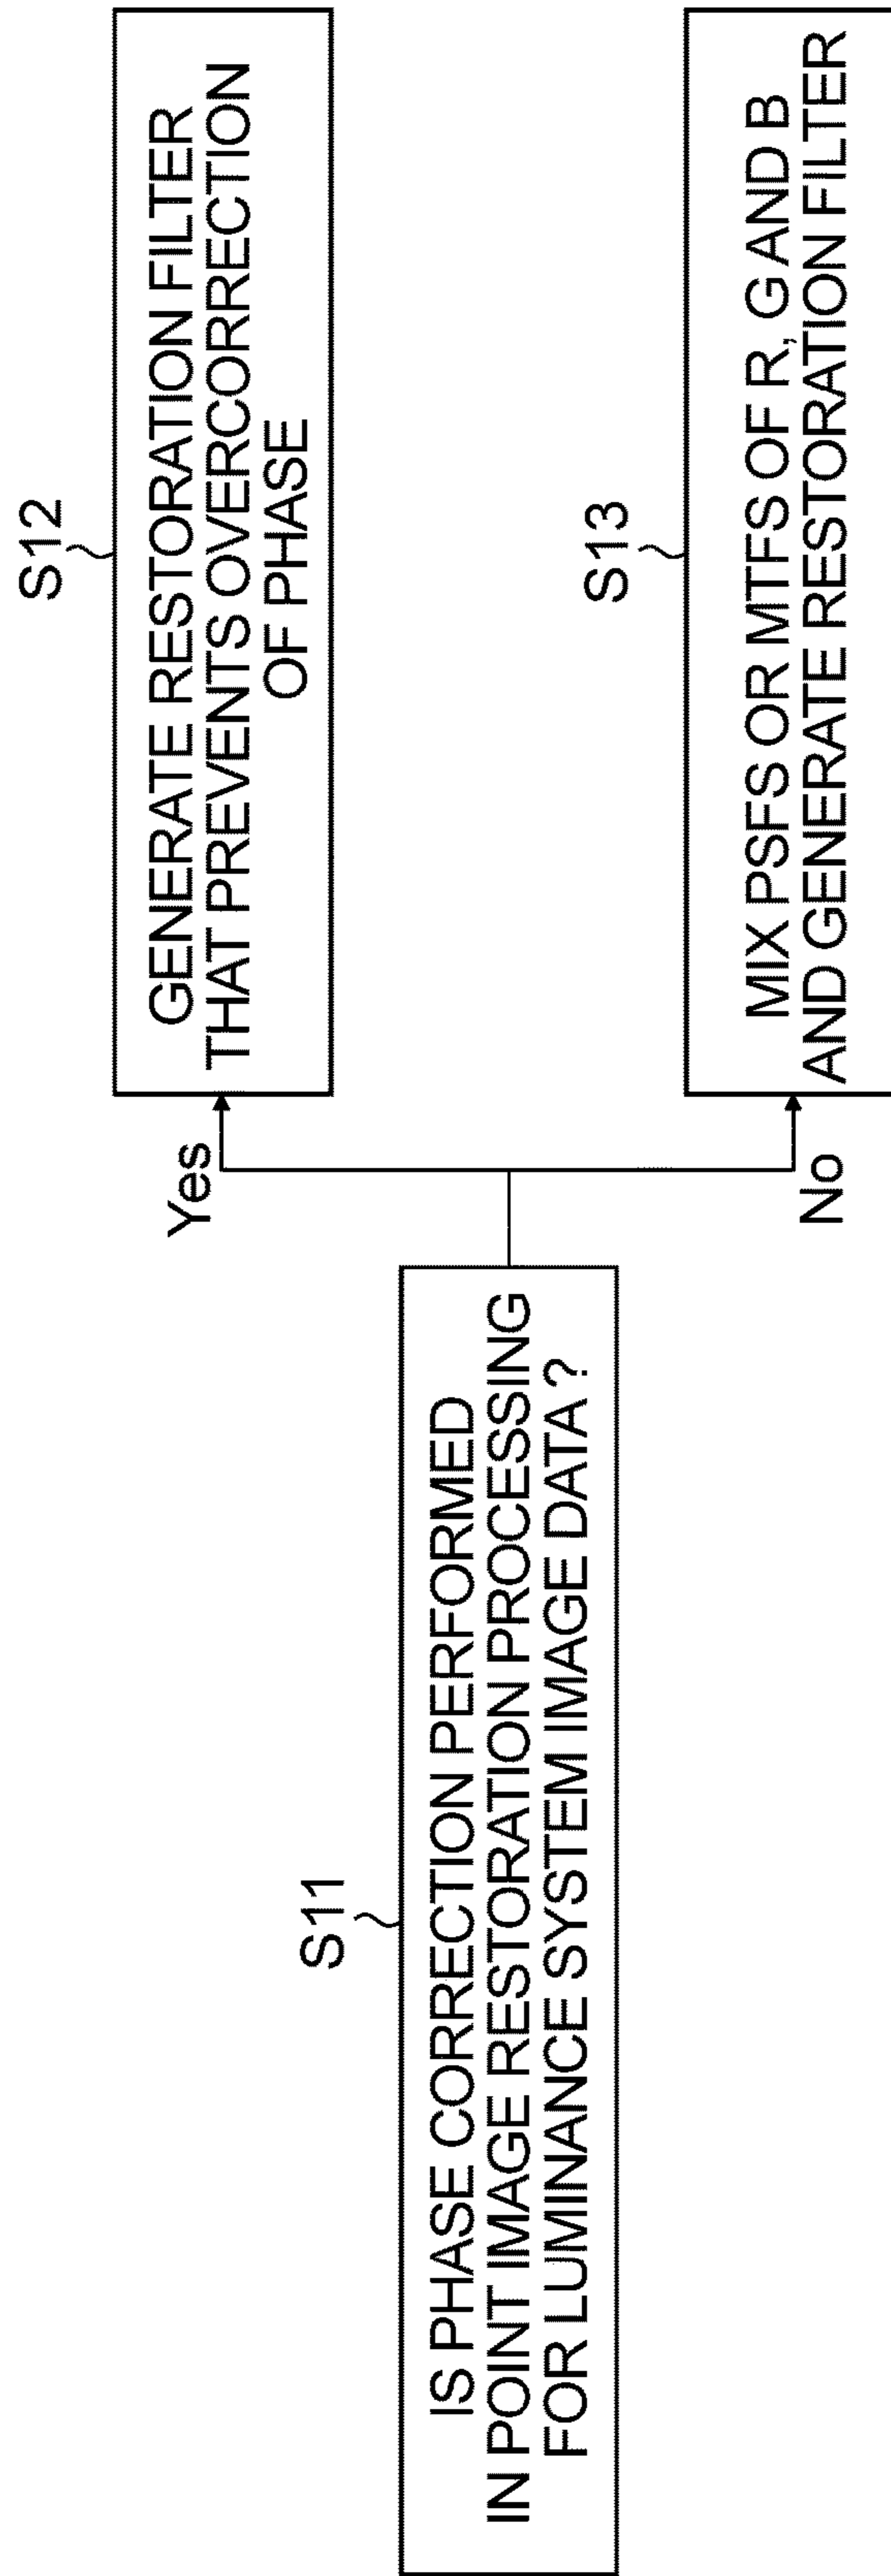 S11
IS PHASE CORRECTION PERFORMED
IN POINT IMAGE RESTORATION PROCESSING
FOR LUMINANCE SYSTEM IMAGE DATA ?
Yes
S12
GENERATE RESTORATION FILTER
THAT PREVENTS OVERCORRECTION
OF PHASE
No
S13
MIX PSFS OR MTFS OF R, G AND B
AND GENERATE RESTORATION FILTER